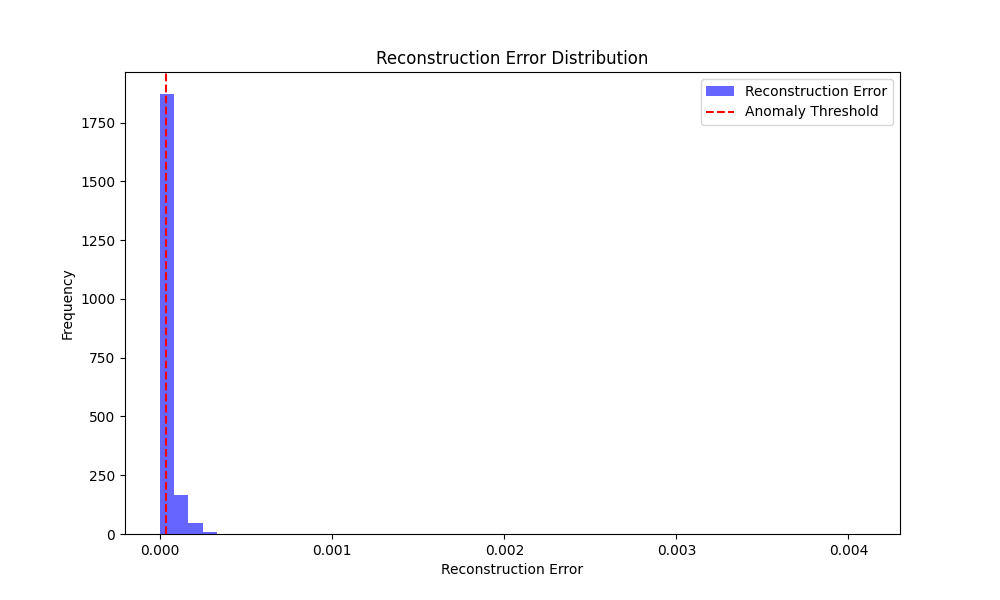 Reconstruction Error Distribution
Reconstruction Error
Anomaly Threshold
Frequency
1750
1500
1250
1000
750
500
250
0
0.000 0.001 0.002 0.003 0.004
Reconstruction Error